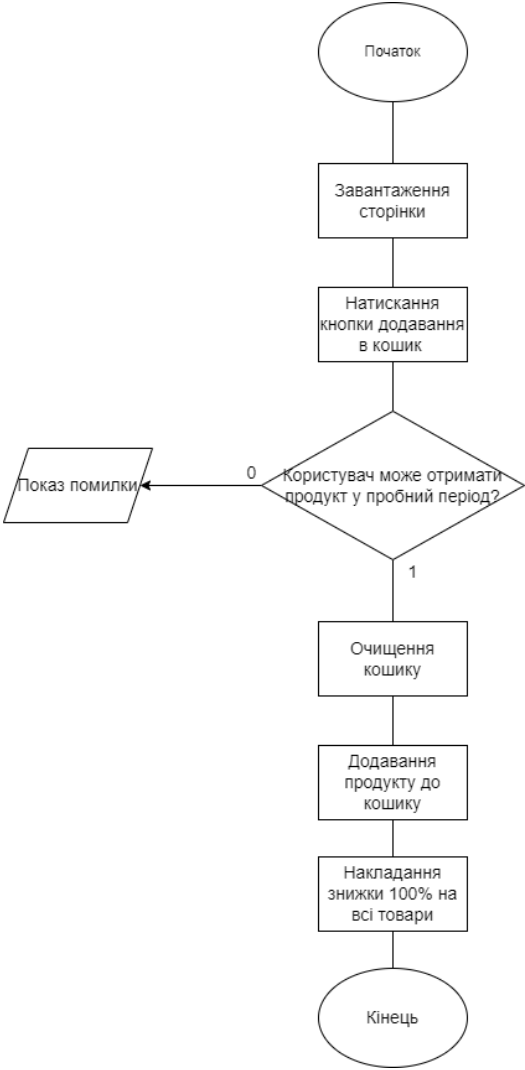 Початок
Завантаження
сторінки
Натискання
кнопки додавання
в кошик
Користувач може отримати
продукт у пробний період?
0
Показ помилки
1
Очищення
кошику
Додавання
продукту до
кошику
Накладання
знижки 100% на
всі товари
Кінець